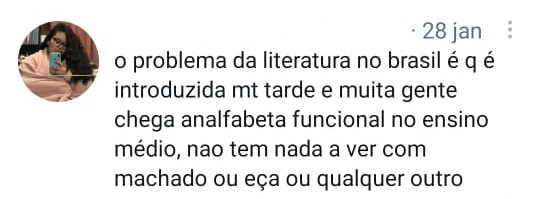 · 28 jan
o problema da literatura no brasil é q é
introduzida mt tarde e muita gente
chega analfabeta funcional no ensino
médio, nao tem nada a ver com
machado ou eça ou qualquer outro